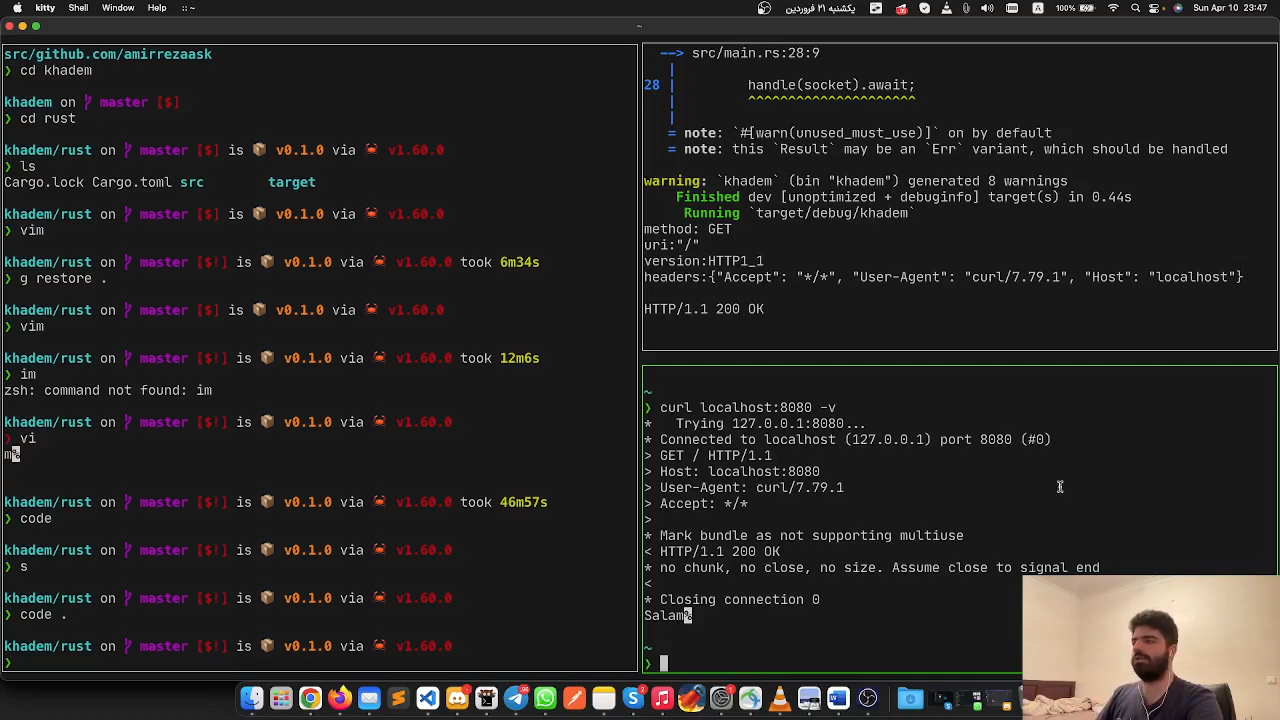 kitty Shell Edit Window Help :: ~
100% یکشنبه ۲۱ فروردین Sun Apr 10 23:47
~
src/github.com/amirrezaask
❯ cd khadem
khadem on master [$]
❯ cd rust
khadem/rust on master [$] is 📦 v0.1.0 via 🦀 v1.60.0
❯ ls
Cargo.lock Cargo.toml src target
khadem/rust on master [$] is 📦 v0.1.0 via 🦀 v1.60.0
❯ vim
khadem/rust on master [$!] is 📦 v0.1.0 via 🦀 v1.60.0 took 6m34s
❯ g restore .
khadem/rust on master [$] is 📦 v0.1.0 via 🦀 v1.60.0
❯ vim
khadem/rust on master [$!] is 📦 v0.1.0 via 🦀 v1.60.0 took 12m6s
❯ im
zsh: command not found: im
khadem/rust on master [$!] is 📦 v0.1.0 via 🦀 v1.60.0
❯ vi
m%
khadem/rust on master [$!] is 📦 v0.1.0 via 🦀 v1.60.0 took 46m57s
❯ code
khadem/rust on master [$!] is 📦 v0.1.0 via 🦀 v1.60.0
❯ s
khadem/rust on master [$!] is 📦 v0.1.0 via 🦀 v1.60.0
❯ code .
khadem/rust on master [$!] is 📦 v0.1.0 via 🦀 v1.60.0
❯
--> src/main.rs:28:9
|
28 | handle(socket).await;
| ^^^^^^^^^^^^^^^^^^^^^
|
= note: `#[warn(unused_must_use)]` on by default
= note: this `Result` may be an `Err` variant, which should be handled
warning: `khadem` (bin "khadem") generated 8 warnings
Finished dev [unoptimized + debuginfo] target(s) in 0.44s
Running `target/debug/khadem`
method: GET
uri:"/"
version:HTTP1_1
headers:{"Accept": "*/*", "User-Agent": "curl/7.79.1", "Host": "localhost"}
HTTP/1.1 200 OK
~
❯ curl localhost:8080 -v
* Trying 127.0.0.1:8080...
* Connected to localhost (127.0.0.1) port 8080 (#0)
> GET / HTTP/1.1
> Host: localhost:8080
> User-Agent: curl/7.79.1
> Accept: */*
>
* Mark bundle as not supporting multiuse
< HTTP/1.1 200 OK
* no chunk, no close, no size. Assume close to signal end
<
* Closing connection 0
Salam%
~
❯